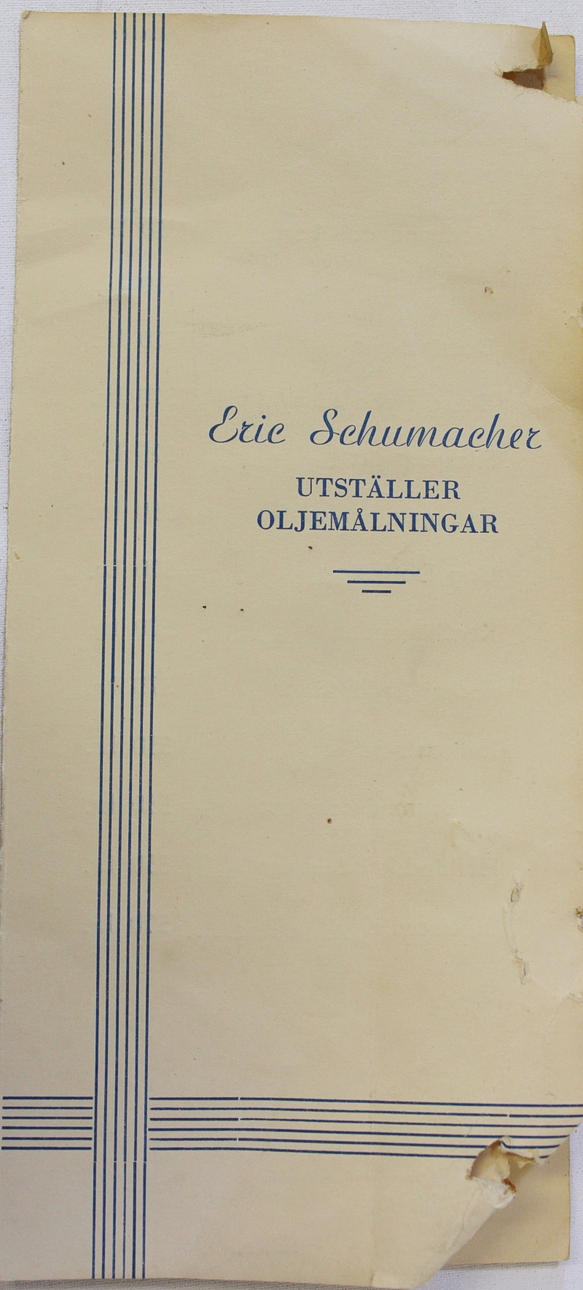 Eric Schumacher
UTSTÄLLER
OLJEMÅLNINGAR